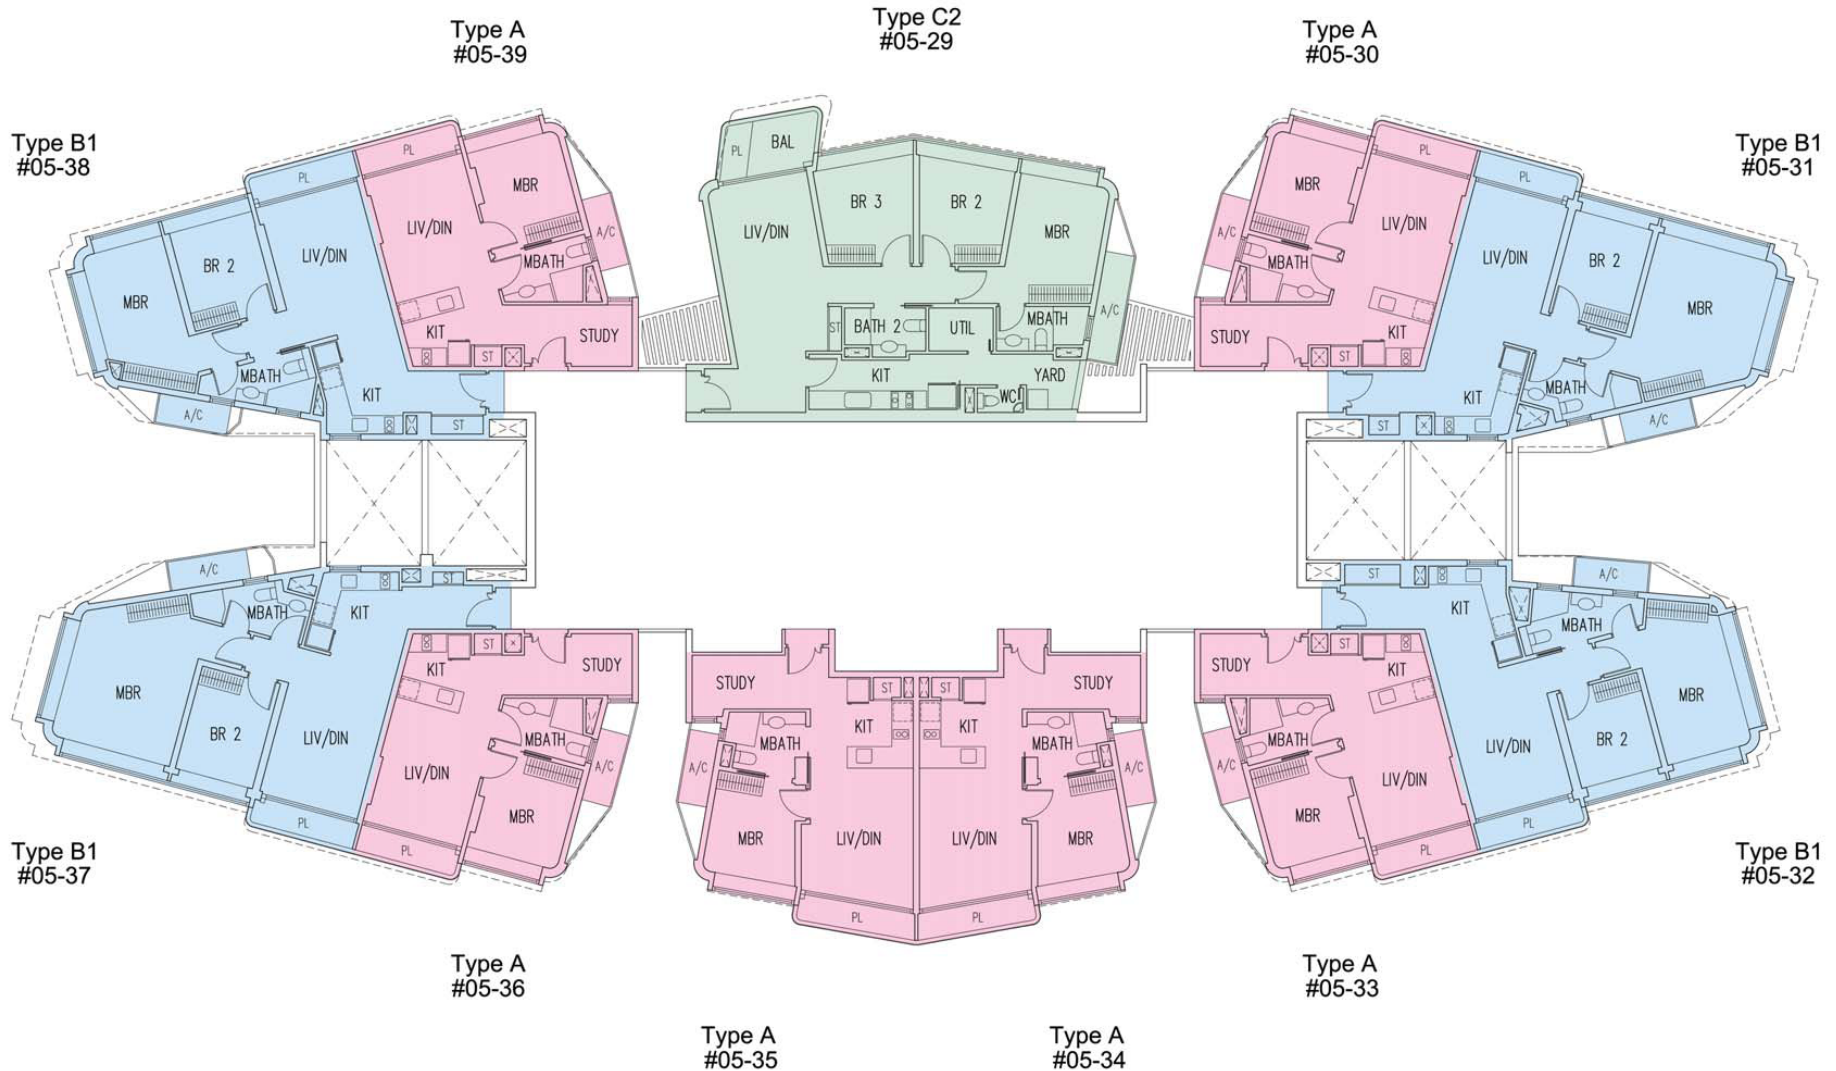 Type C2
#05-29
Type A
#05-39
Type A
#05-30
Type B1
#05-38
Type B1
#05-31
PL
BAL
PL
MBR
LIV/DIN
A/C
MBATH
KIT
ST
STUDY
PL
LIV/DIN
BR 2
MBR
MBATH
A/C
KIT
ST
LIV/DIN
BR 3
BR 2
MBR
ST
BATH 2
UTIL
MBATH
A/C
KIT
WC
YARD
PL
MBR
LIV/DIN
A/C
MBATH
STUDY
KIT
ST
PL
LIV/DIN
BR 2
MBR
MBATH
KIT
ST
A/C
A/C
ST
KIT
MBATH
MBR
BR 2
LIV/DIN
PL
ST
STUDY
KIT
MBATH
A/C
LIV/DIN
MBR
PL
STUDY
ST
KIT
MBATH
A/C
MBR
LIV/DIN
PL
ST
STUDY
KIT
MBATH
A/C
LIV/DIN
MBR
PL
STUDY
ST
KIT
MBATH
A/C
MBR
LIV/DIN
PL
ST
A/C
KIT
MBATH
MBR
LIV/DIN
BR 2
PL
Type B1
#05-37
Type B1
#05-32
Type A
#05-36
Type A
#05-33
Type A
#05-35
Type A
#05-34